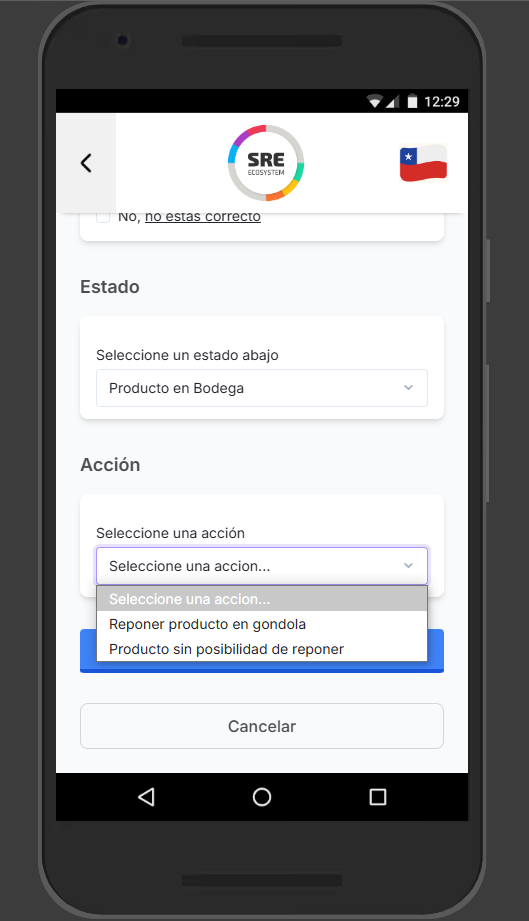 12:29
SRE
ECOSYSTEM
No, no estas correcto
Estado
Seleccione un estado abajo
Producto en Bodega
Acción
Seleccione una acción
Seleccione una accion...
Seleccione una accion...
Reponer producto en gondola
Producto sin posibilidad de reponer
Cancelar